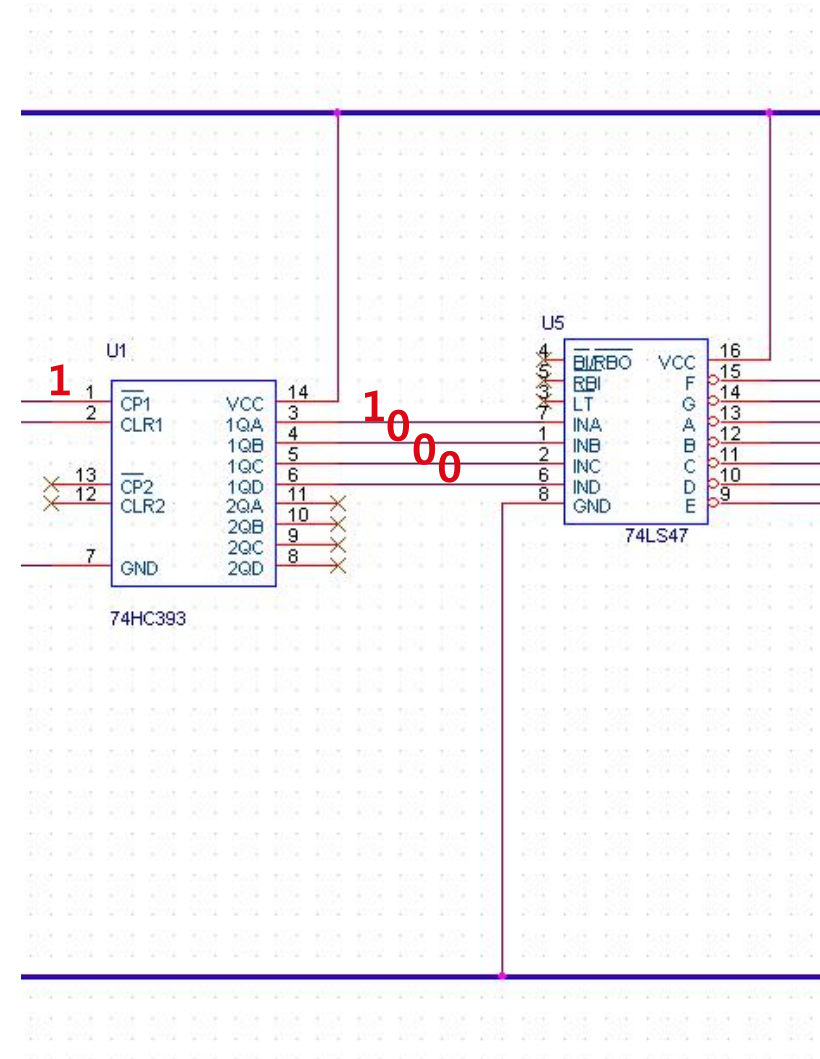 U5
U1
1
1
0
0
0
74HC393
1 CP1 VCC 14
2 CLR1 1QA 3
1QB 4
1QC 5
13 CP2 1QD 6
12 CLR2 2QA 11
2QB 10
2QC 9
7 GND 2QD 8
4 BI/RBO VCC 16
5 RBI F 15
3 LT G 14
7 INA A 13
1 INB B 12
2 INC C 11
6 IND D 10
8 GND E 9
74LS47